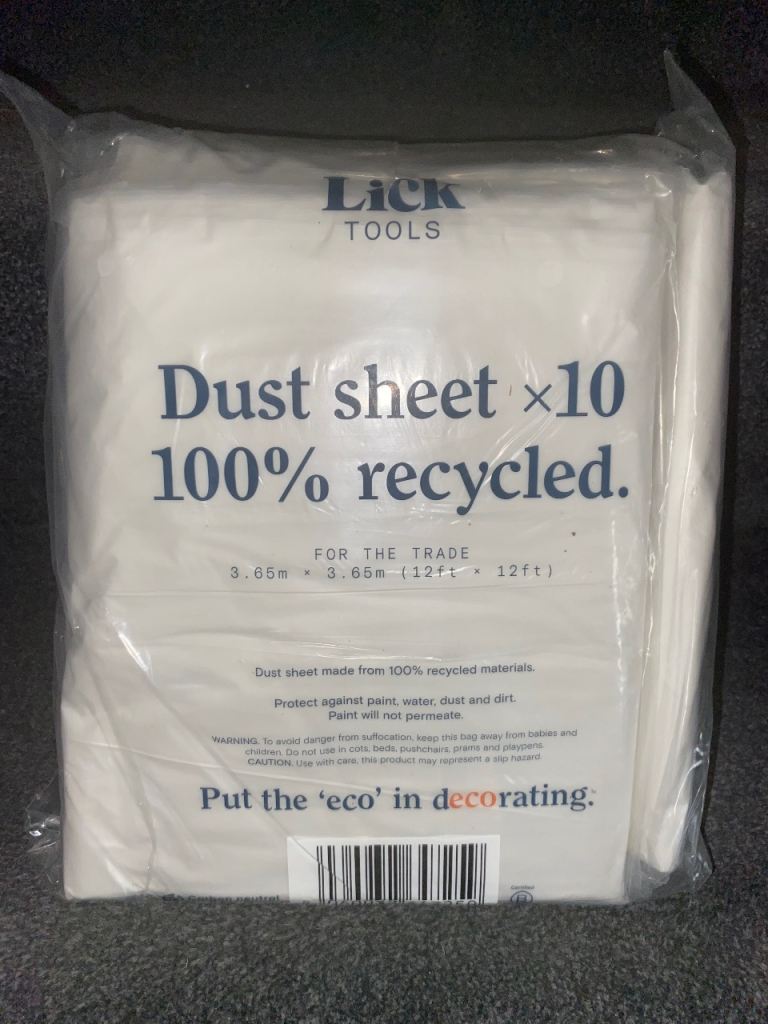 Lick
TOOLS
Dust sheet ×10
100% recycled.
FOR THE TRADE
3.65m × 3.65m (12ft × 12ft)
Dust sheet made from 100% recycled materials.
Protect against paint, water, dust and dirt.
Paint will not permeate.
WARNING. To avoid danger from suffocation, keep this bag away from babies and
children. Do not use in cots, beds, pushchairs, prams and playpens.
CAUTION. Use with care, this product may represent a slip hazard.
Put the ‘eco’ in decorating.
Carbon neutral
Certified
B